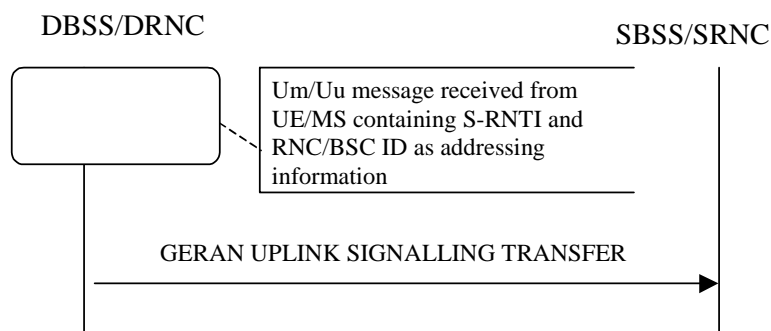 DBSS/DRNC
SBSS/SRNC
Um/Uu message received from
UE/MS containing S-RNTI and
RNC/BSC ID as addressing
information
GERAN UPLINK SIGNALLING TRANSFER